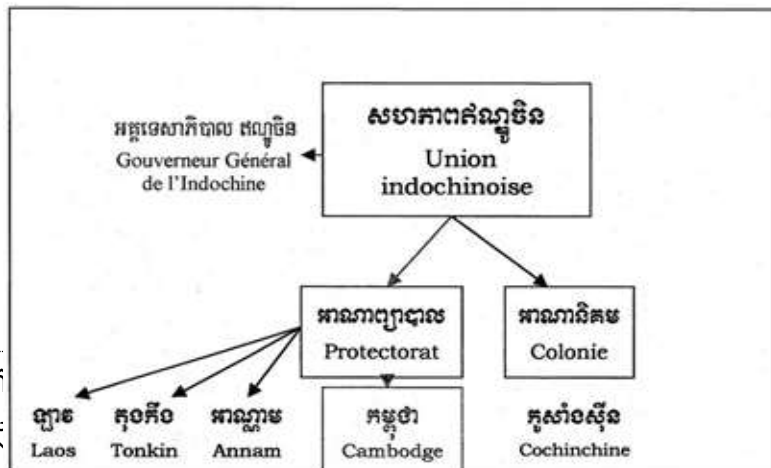 សហភាពឥណ្ឌូចិន
Union
indochinoise
អគ្គទេសាភិបាល ឥណ្ឌូចិន
Gouverneur Général
de l'Indochine
អាណាព្យាបាល
Protectorat
អាណានិគម
Colonie
ឡាវ
Laos
តុងកឹង
Tonkin
អាណ្ណាម
Annam
កម្ពុជា
Cambodge
កូសាំងស៊ីន
Cochinchine